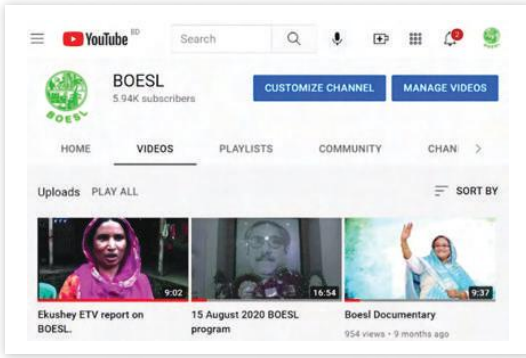 YouTube BD
Search
2
BOESL
BOESL
5.94K subscribers
CUSTOMIZE CHANNEL
MANAGE VIDEOS
HOME VIDEOS PLAYLISTS COMMUNITY CHAN
Uploads PLAY ALL SORT BY
9:02 16:54 9:37
Ekushey ETV report on
BOESL.
15 August 2020 BOESL
program
Boesl Documentary
954 views • 9 months ago